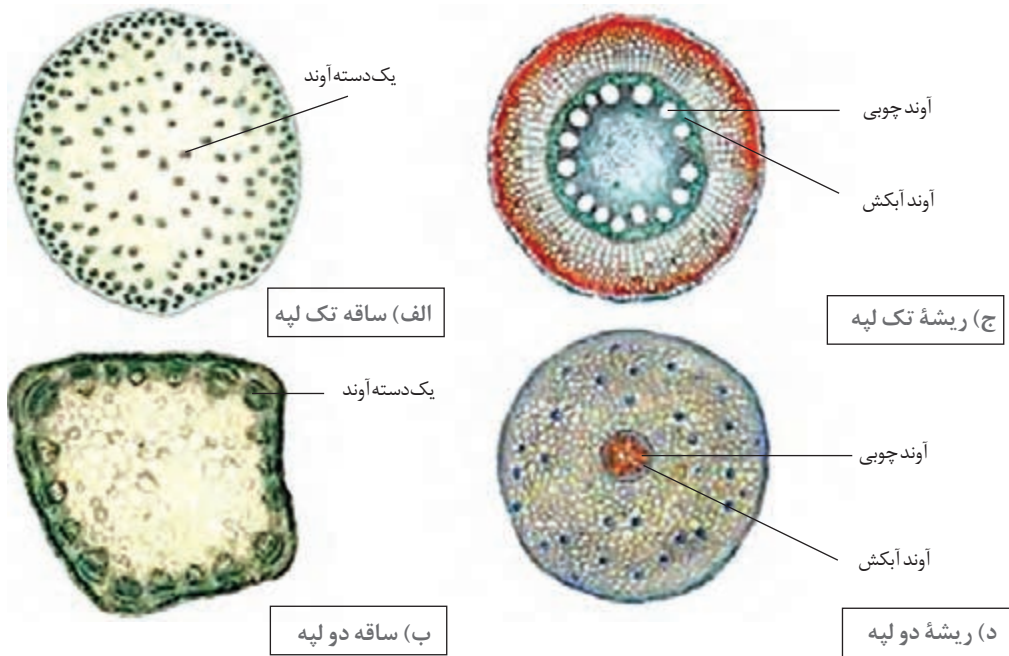 یک‌دسته‌آوند
آوند چوبی
آوند آبکش
الف) ساقه تک لپه
ج) ریشهٔ تک لپه
یک‌دسته‌آوند
آوند چوبی
آوند آبکش
ب) ساقه دو لپه
د) ریشهٔ دو لپه